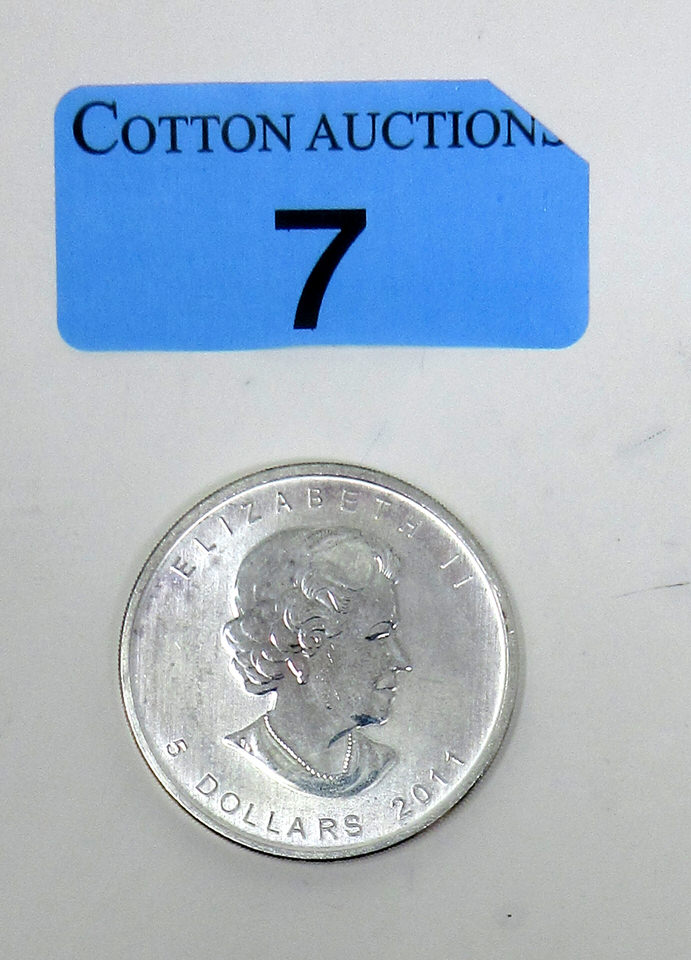 COTTON AUCTIONS
7
ELIZABETH II
5 DOLLARS 2011